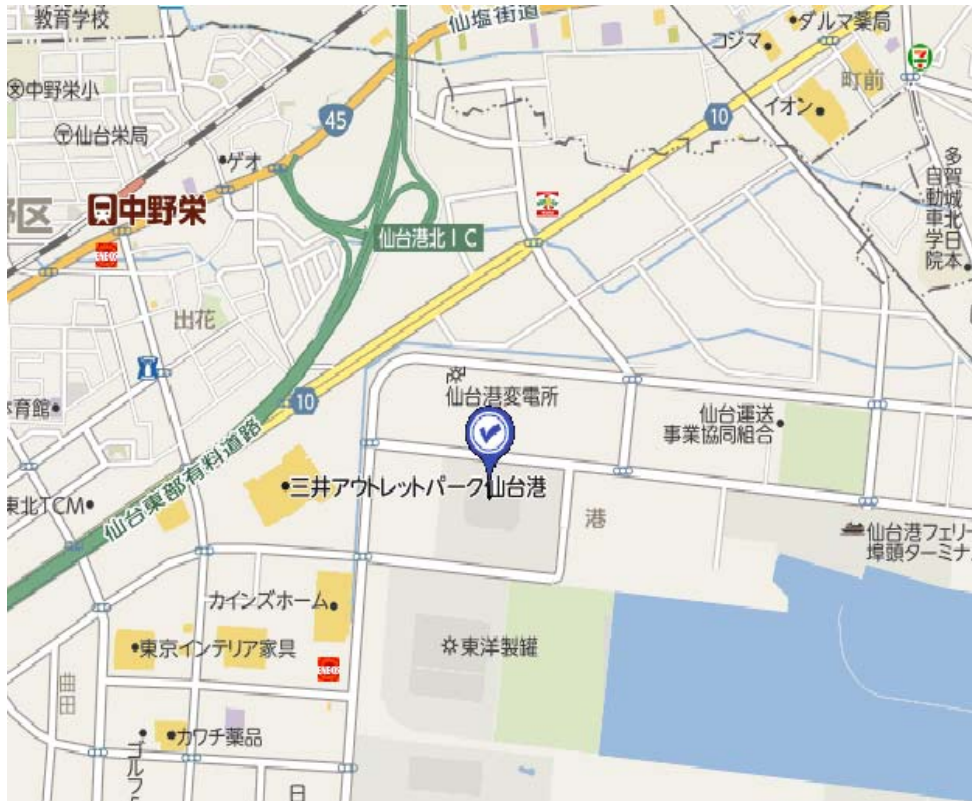 教育学校
仙塩街道
ダルマ薬局
コジマ
町前
中野栄小
45
10
イオン
仙台栄局
ゲオ
多賀城北日本
自動車学院
中野栄
区
仙台港北IC
ENEOS
出花
仙台港変電所
10
仙台運送
事業協同組合
育館
仙台東部有料道路
三井アウトレットパーク仙台港
東北TCM
港
仙台港フェリー
埠頭ターミナ
カインズホーム
東京インテリア家具
東洋製罐
ENEOS
曲田
カワチ薬品
ゴルフ5
日